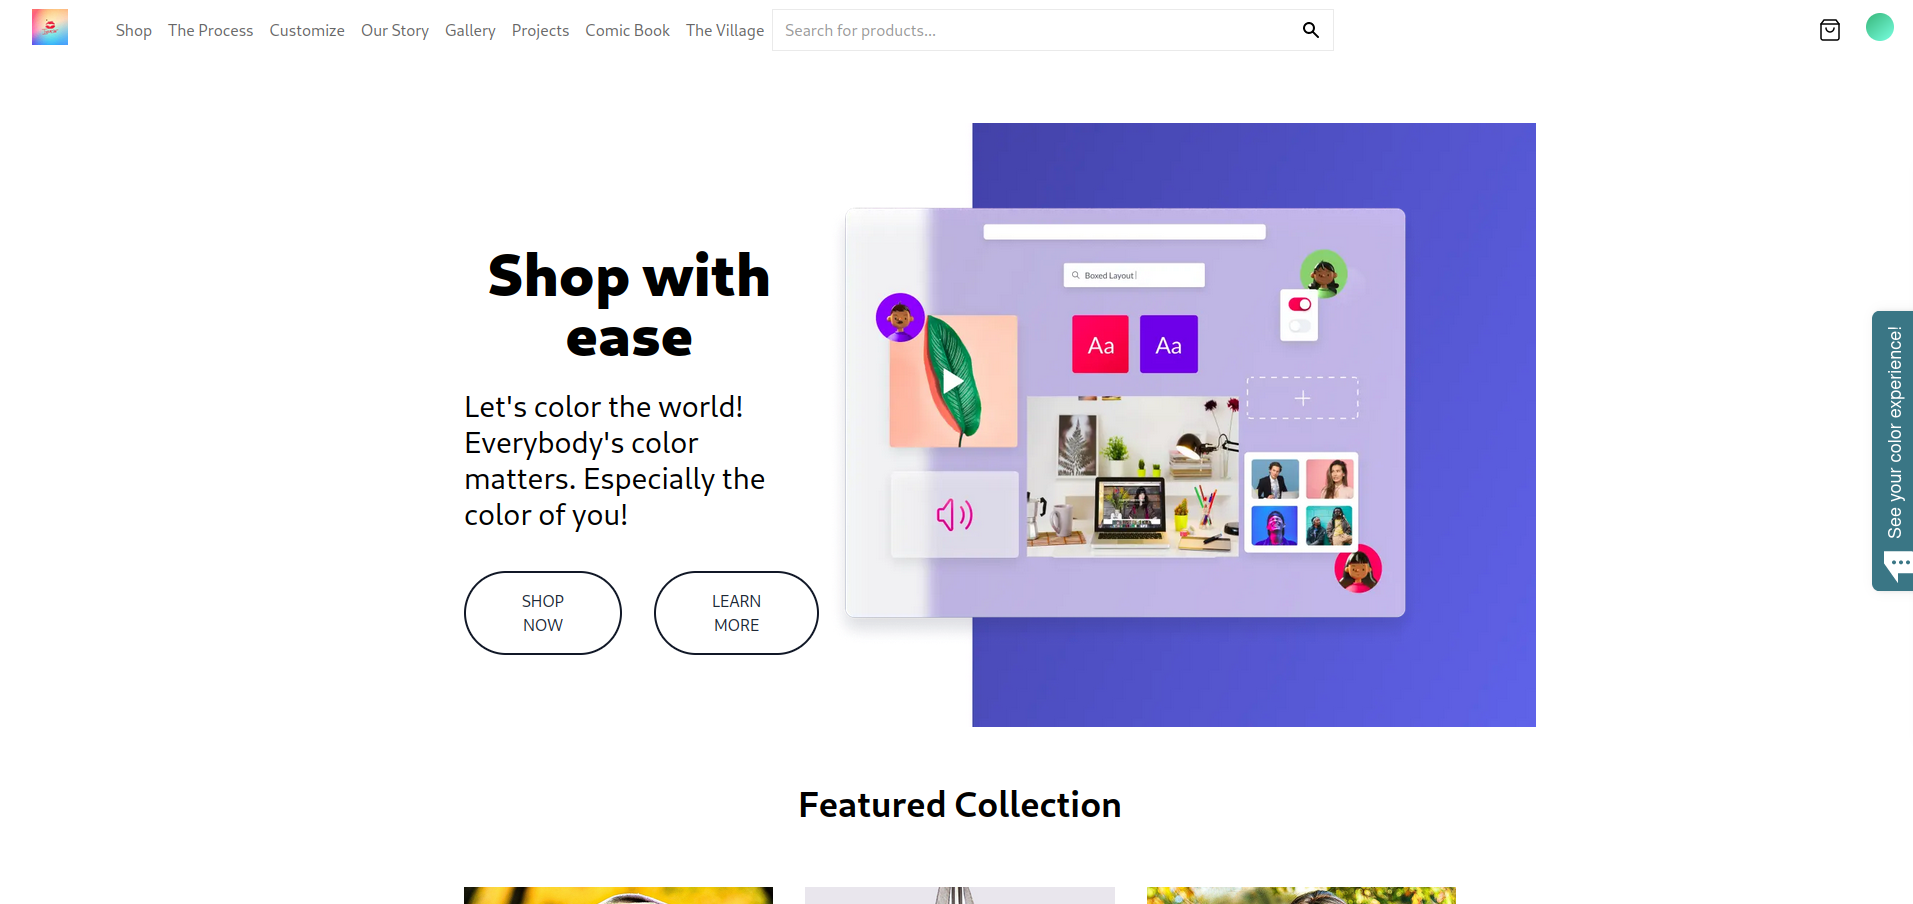 Shop The Process Customize Our Story Gallery Projects Comic Book The Village Search for products...
Shop with
ease
Let's color the world!
Everybody's color
matters. Especially the
color of you!
SHOP
NOW
LEARN
MORE
Boxed Layout
Aa Aa
See your color experience!
Featured Collection